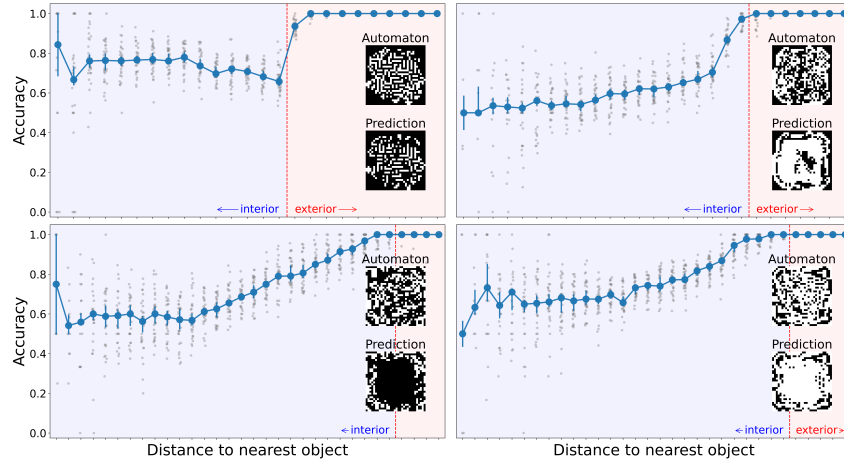 1.0
0.8
0.6
0.4
0.2
0.0
Accuracy
Automaton
Prediction
← interior
exterior →
Automaton
Prediction
← interior
exterior →
1.0
0.8
0.6
0.4
0.2
0.0
Accuracy
Automaton
Prediction
← interior
Distance to nearest object
Automaton
Prediction
← interior
exterior →
Distance to nearest object